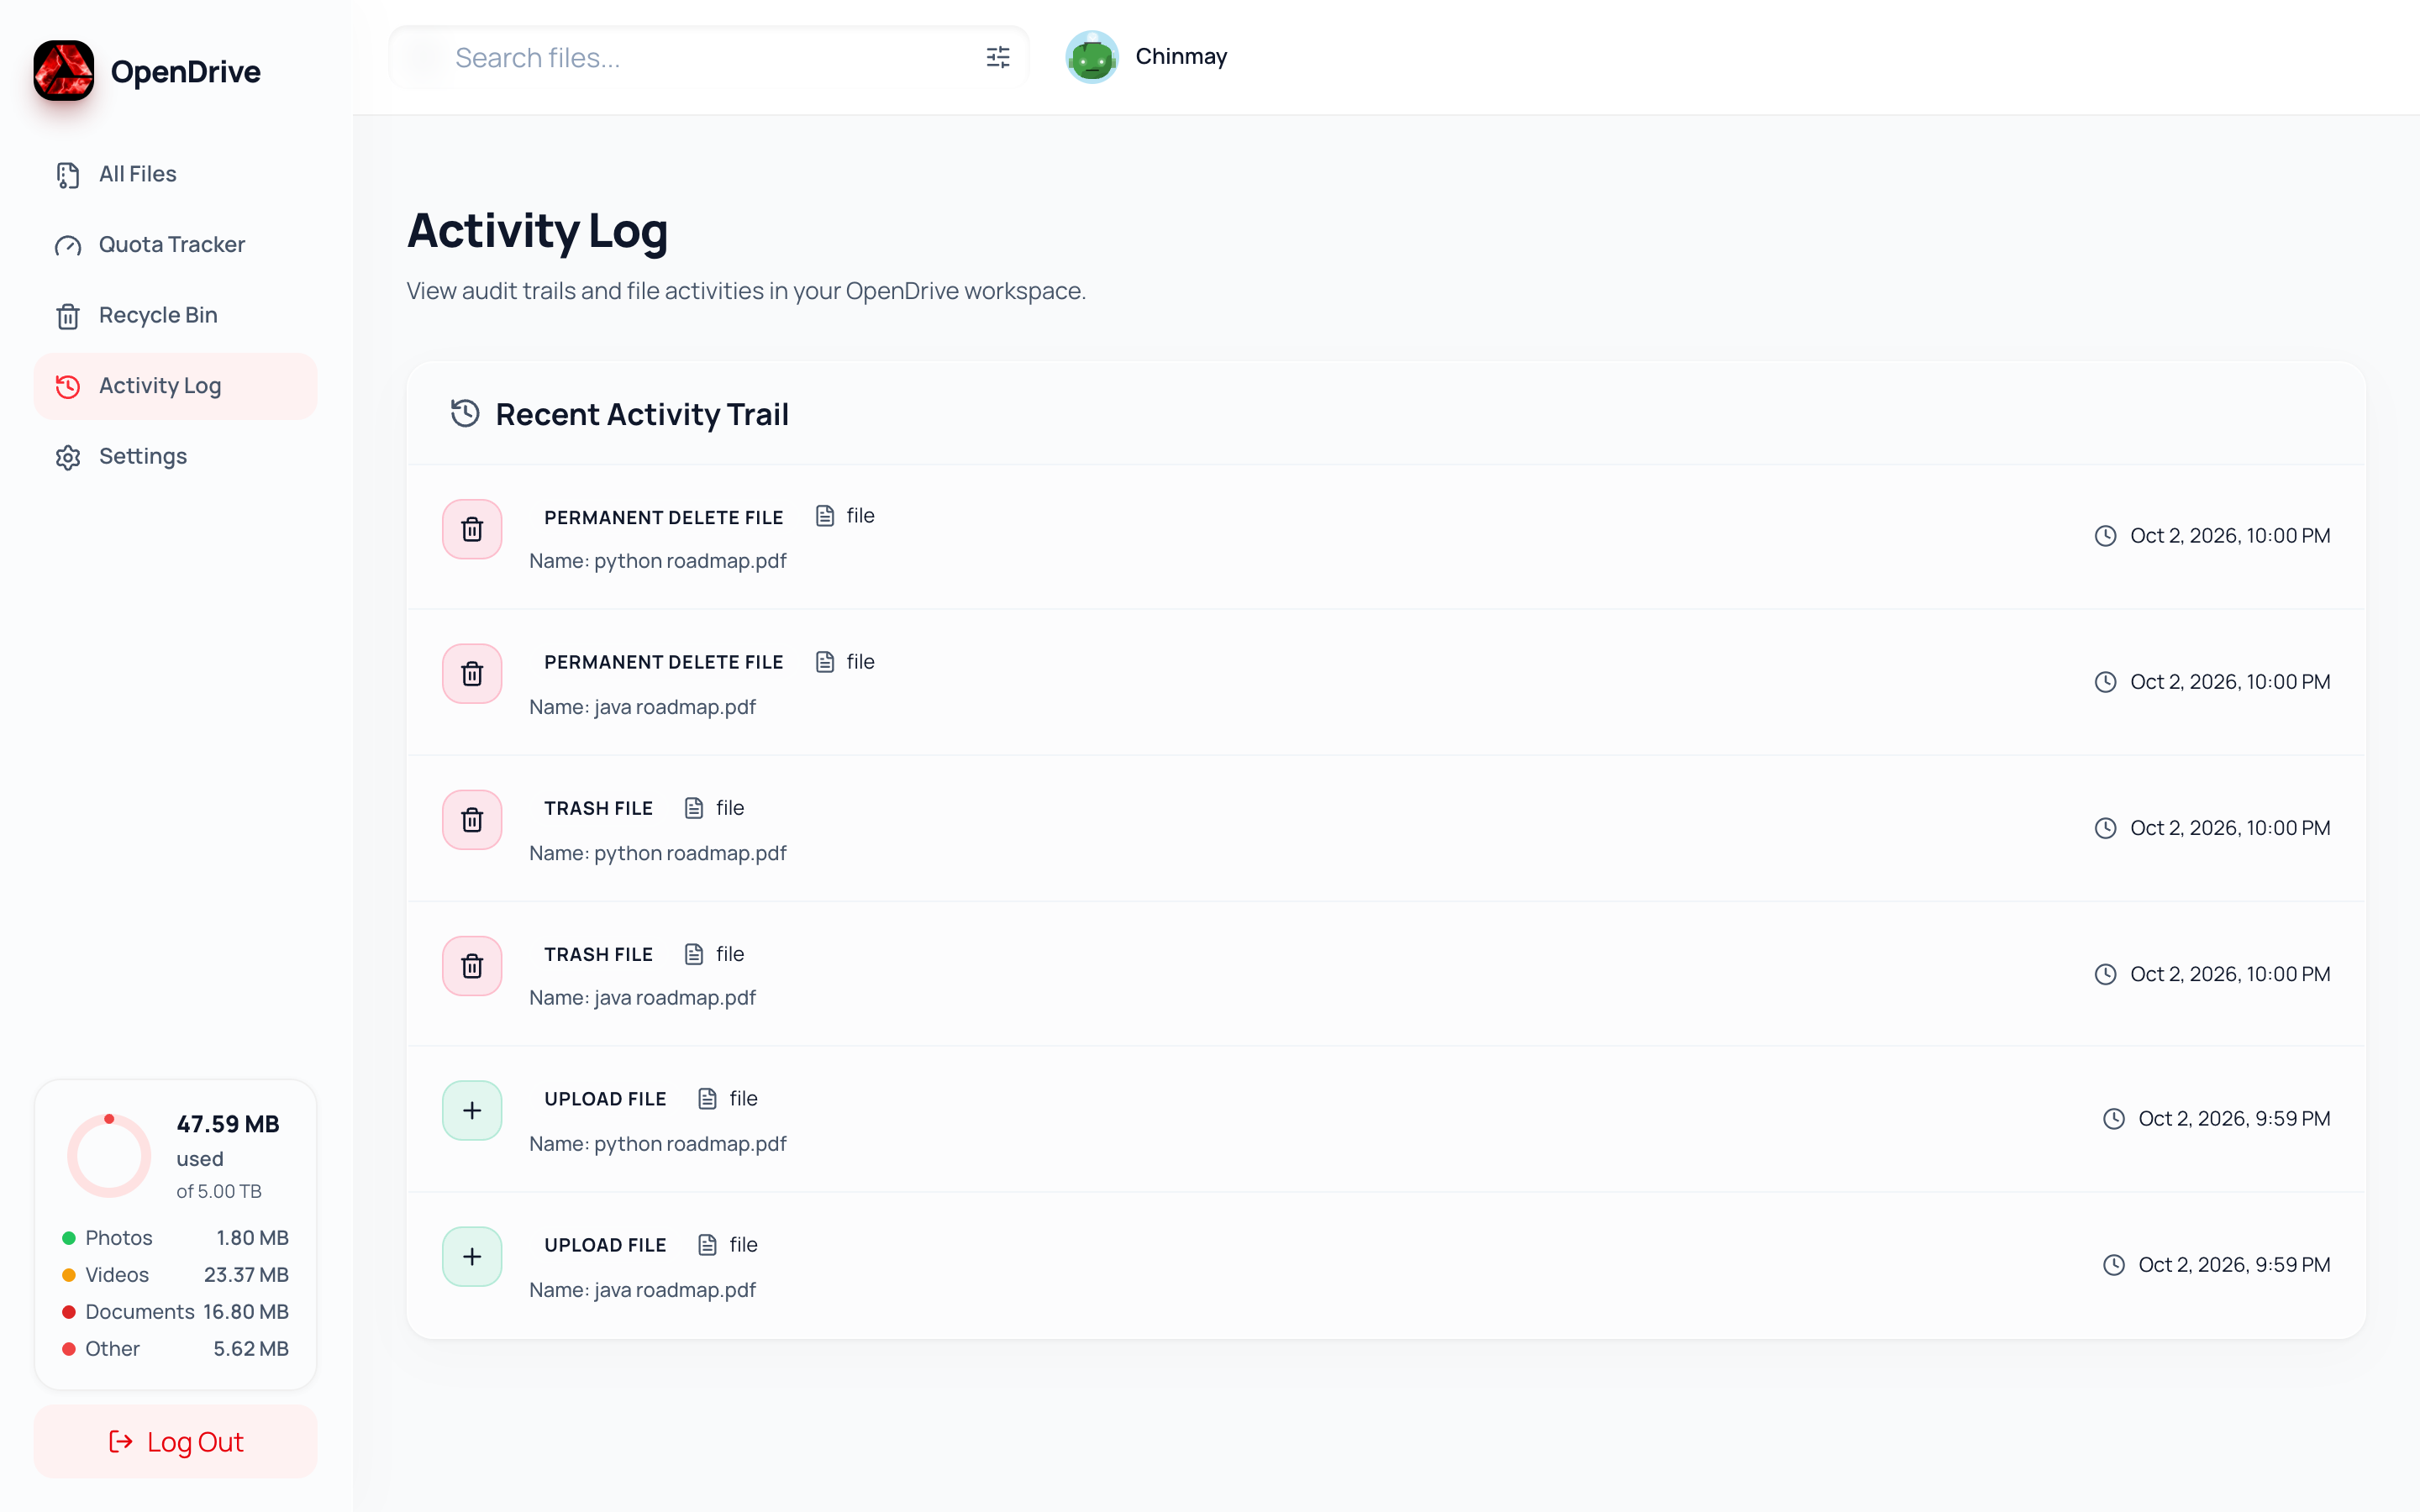 OpenDrive
All Files
Quota Tracker
Recycle Bin
Activity Log
Settings
47.59 MB
used
of 5.00 TB
Photos 1.80 MB
Videos 23.37 MB
Documents 16.80 MB
Other 5.62 MB
Log Out
Search files...
Chinmay
Activity Log
View audit trails and file activities in your OpenDrive workspace.
Recent Activity Trail
PERMANENT DELETE FILE file
Name: python roadmap.pdf
Oct 2, 2026, 10:00 PM
PERMANENT DELETE FILE file
Name: java roadmap.pdf
Oct 2, 2026, 10:00 PM
TRASH FILE file
Name: python roadmap.pdf
Oct 2, 2026, 10:00 PM
TRASH FILE file
Name: java roadmap.pdf
Oct 2, 2026, 10:00 PM
UPLOAD FILE file
Name: python roadmap.pdf
Oct 2, 2026, 9:59 PM
UPLOAD FILE file
Name: java roadmap.pdf
Oct 2, 2026, 9:59 PM